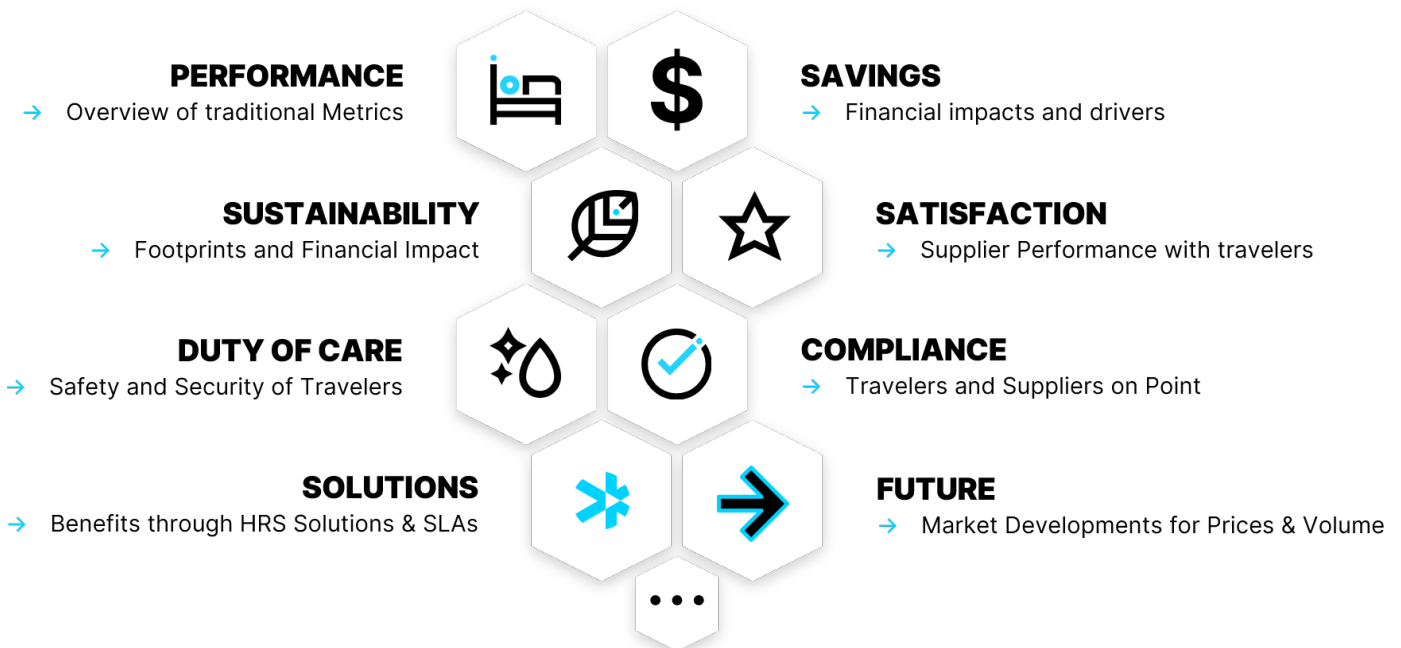 PERFORMANCE
→ Overview of traditional Metrics
$
SAVINGS
→ Financial impacts and drivers
SUSTAINABILITY
→ Footprints and Financial Impact
SATISFACTION
→ Supplier Performance with travelers
DUTY OF CARE
→ Safety and Security of Travelers
COMPLIANCE
→ Travelers and Suppliers on Point
SOLUTIONS
→ Benefits through HRS Solutions & SLAs
FUTURE
→ Market Developments for Prices & Volume
...